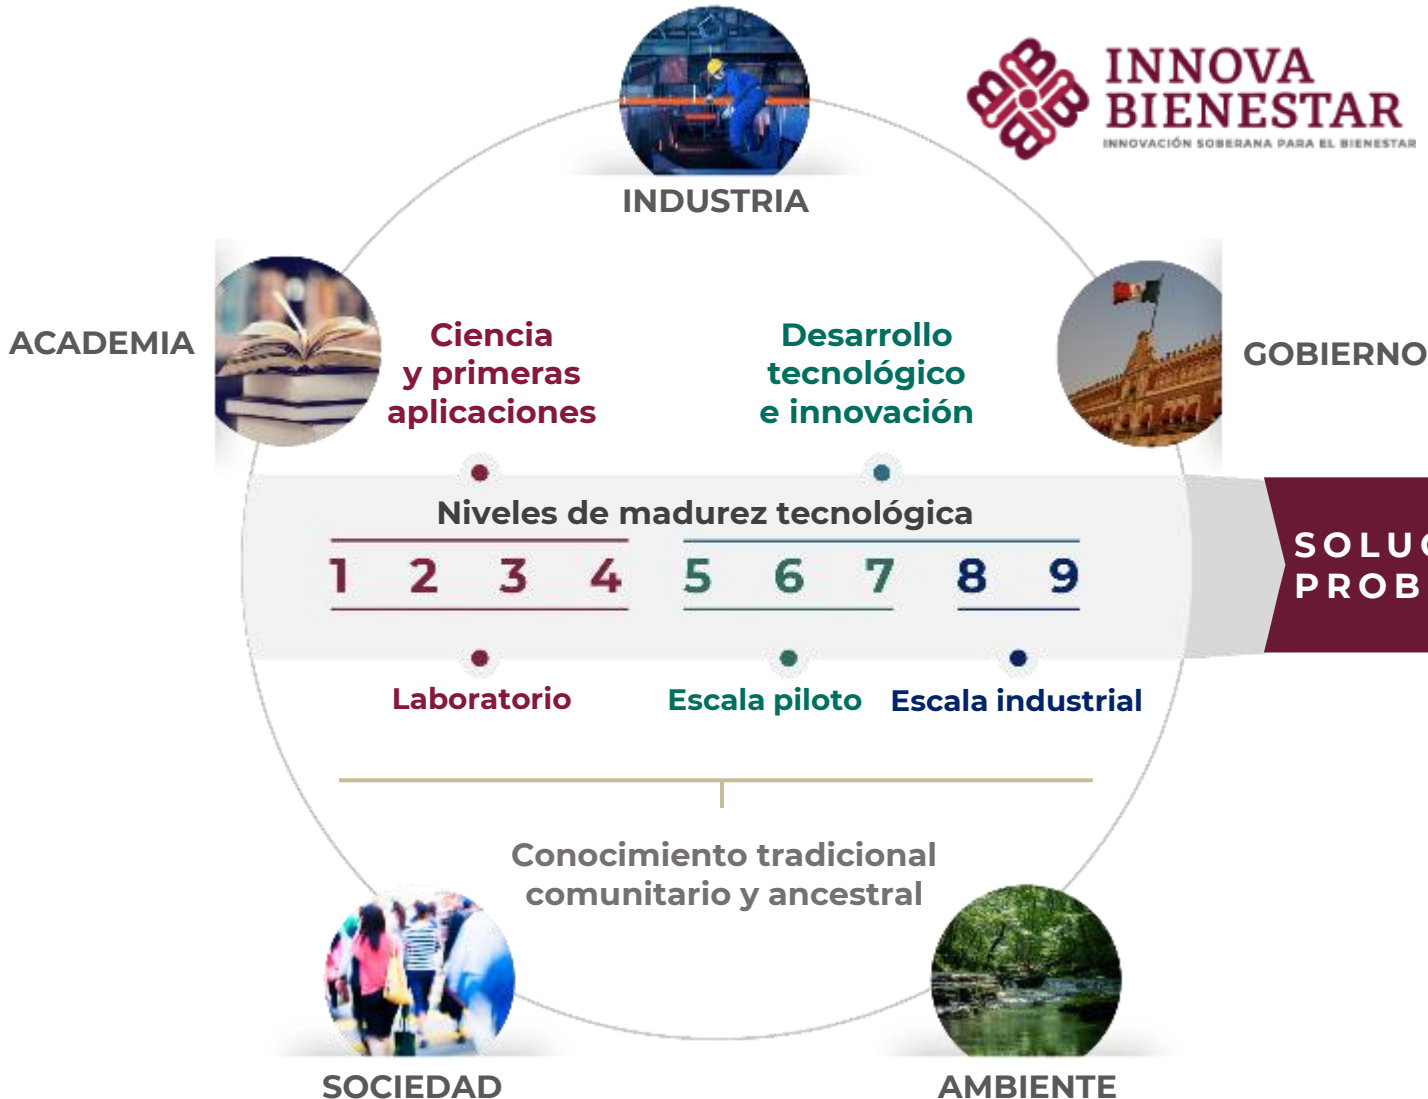 INNOVA
BIENESTAR
INNOVACIÓN SOBERANA PARA EL BIENESTAR
INDUSTRIA
ACADEMIA
GOBIERNO
Ciencia
y primeras
aplicaciones
Desarrollo
tecnológico
e innovación
Niveles de madurez tecnológica
1 2 3 4 5 6 7 8 9
SOLU
PROB
Laboratorio
Escala piloto
Escala industrial
Conocimiento tradicional
comunitario y ancestral
SOCIEDAD
AMBIENTE